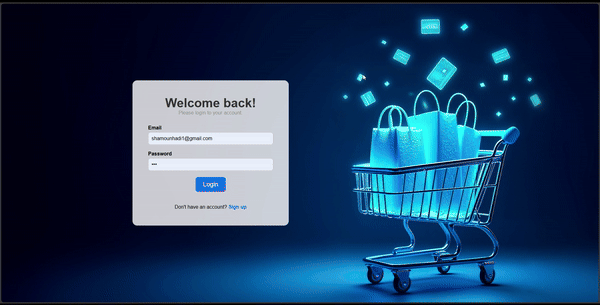 Welcome back!
Please login to your account.
Email
shamounhadi1@gmail.com
Password
•••
Login
Don't have an account? Sign up